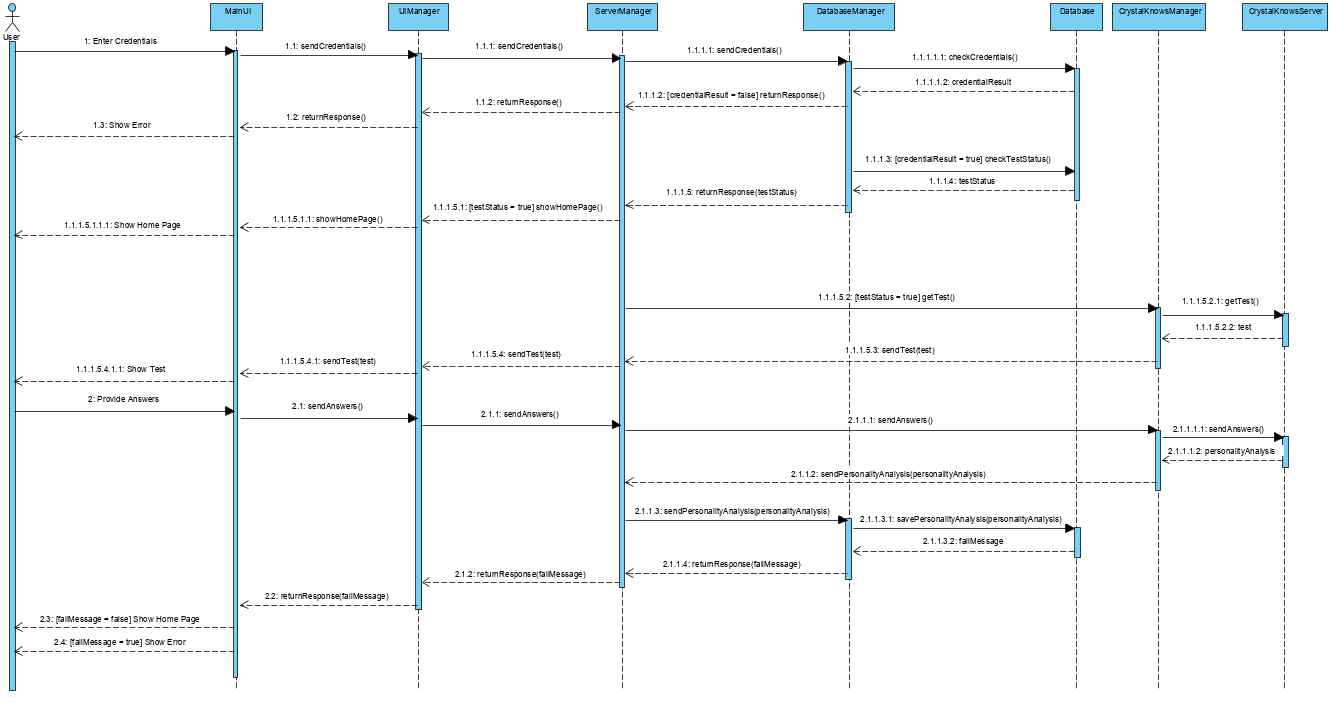 MainUI
UIManager
ServerManager
DatabaseManager
Database
CrystalKnowsManager
CrystalKnowsServer
User
1: Enter Credentials
1.1: sendCredentials()
1.1.1: sendCredentials()
1.1.1.1: sendCredentials()
1.1.1.1.1: checkCredentials()
1.1.1.1.2: credentialResult
1.1.1.2: [credentialResult = false] returnResponse()
1.1.2: returnResponse()
1.2: returnResponse()
1.3: Show Error
1.1.1.3: [credentialResult = true] checkTestStatus()
1.1.1.4: testStatus
1.1.1.5: returnResponse(testStatus)
1.1.1.5.1: [testStatus = true] showHomePage()
1.1.1.5.1.1: showHomePage()
1.1.1.5.1.1.1: Show Home Page
1.1.1.5.2: [testStatus = true] getTest()
1.1.1.5.2.1: getTest()
1.1.1.5.2.2: test
1.1.1.5.3: sendTest(test)
1.1.1.5.4: sendTest(test)
1.1.1.5.4.1: sendTest(test)
1.1.1.5.4.1.1: Show Test
2: Provide Answers
2.1: sendAnswers()
2.1.1: sendAnswers()
2.1.1.1: sendAnswers()
2.1.1.1.1: sendAnswers()
2.1.1.1.2: personalityAnalysis
2.1.1.2: sendPersonalityAnalysis(personalityAnalysis)
2.1.1.3: sendPersonalityAnalysis(personalityAnalysis)
2.1.1.3.1: savePersonalityAnalysis(personalityAnalysis)
2.1.1.3.2: failMessage
2.1.1.4: returnResponse(failMessage)
2.1.2: returnResponse(failMessage)
2.2: returnResponse(failMessage)
2.3: [failMessage = false] Show Home Page
2.4: [failMessage = true] Show Error